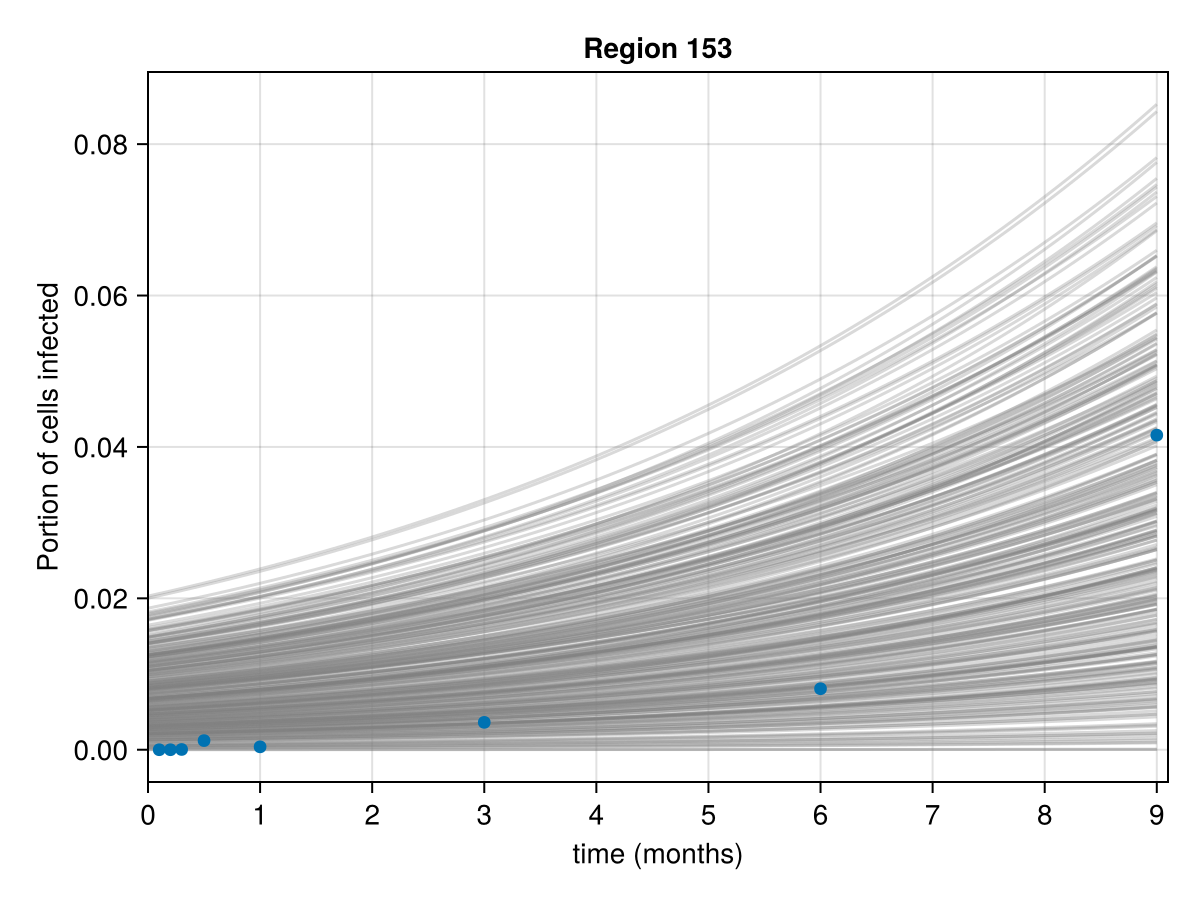 Region 153
Portion of cells infected
0.08
0.06
0.04
0.02
0.00
0 1 2 3 4 5 6 7 8 9
time (months)